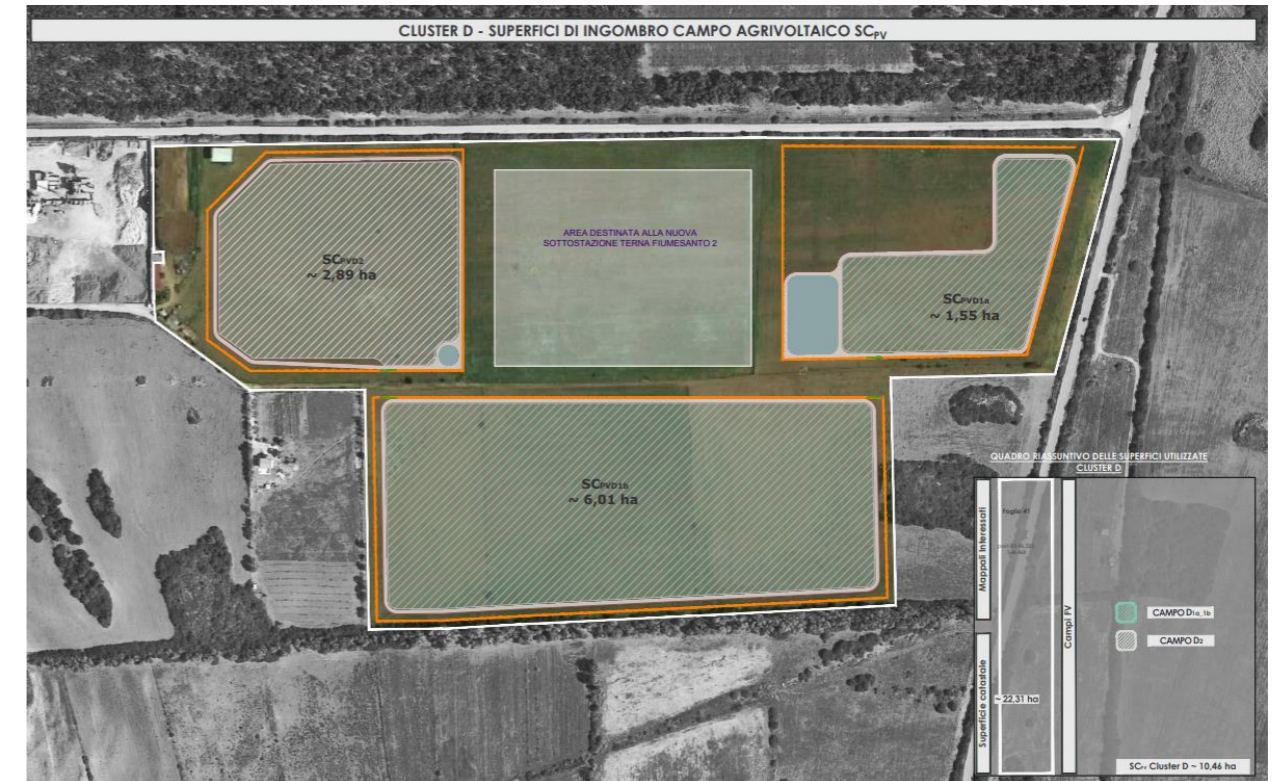 CLUSTER D - SUPERFICI DI INGOMBRO CAMPO AGRIVOLTAICO SCPV
AREA DESTINATA ALLA NUOVA
SOTTOSTAZIONE TERNA FIUMESANTO 2
SCPVD2
~ 2,89 ha
SCPVD1a
~ 1,55 ha
SCPVD1b
~ 6,01 ha
QUADRO RIASSUNTIVO DELLE SUPERFICI UTILIZZATE
CLUSTER D
Mappali Interessati
Foglio 41
Campi FV
CAMPO D1a_1b
CAMPO D2
Superficie catastale
~ 22,31 ha
SCPV Cluster D ~ 10,46 ha